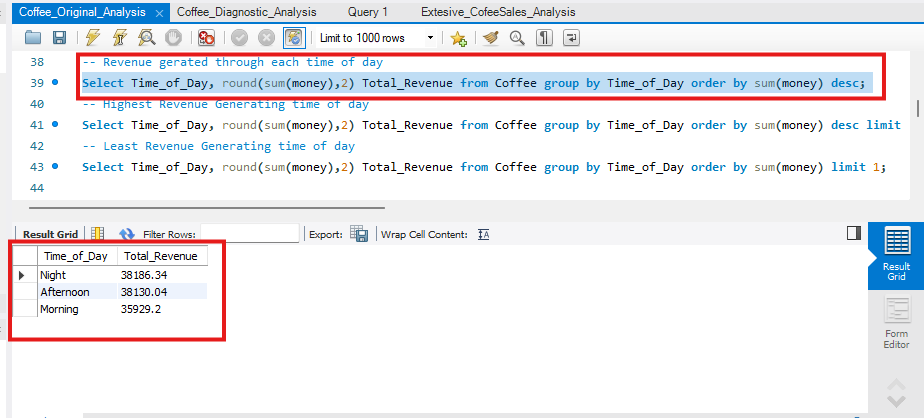 Coffee_Original_Analysis × Coffee_Diagnostic_Analysis Query 1 Extesive_CofeeSales_Analysis
Limit to 1000 rows
38 -- Revenue gerated through each time of day
39 Select Time_of_Day, round(sum(money),2) Total_Revenue from Coffee group by Time_of_Day order by sum(money) desc;
40 -- Highest Revenue Generating time of day
41 Select Time_of_Day, round(sum(money),2) Total_Revenue from Coffee group by Time_of_Day order by sum(money) desc limit
42 -- Least Revenue Generating time of day
43 Select Time_of_Day, round(sum(money),2) Total_Revenue from Coffee group by Time_of_Day order by sum(money) limit 1;
44
Result Grid Filter Rows: Export: Wrap Cell Content:
Time_of_Day Total_Revenue
Night 38186.34
Afternoon 38130.04
Morning 35929.2
Result
Grid
Form
Editor